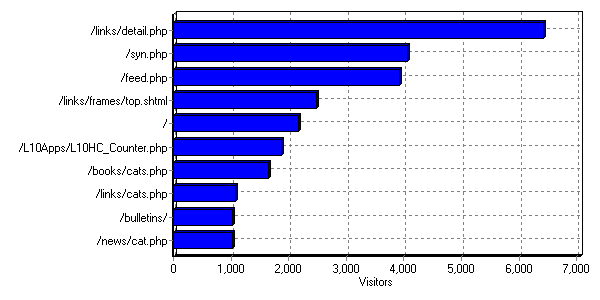 /links/detail.php
/syn.php
/feed.php
/links/frames/top.shtml
/
/L10Apps/L10HC_Counter.php
/books/cats.php
/links/cats.php
/bulletins/
/news/cat.php
0 1,000 2,000 3,000 4,000 5,000 6,000 7,000
Visitors